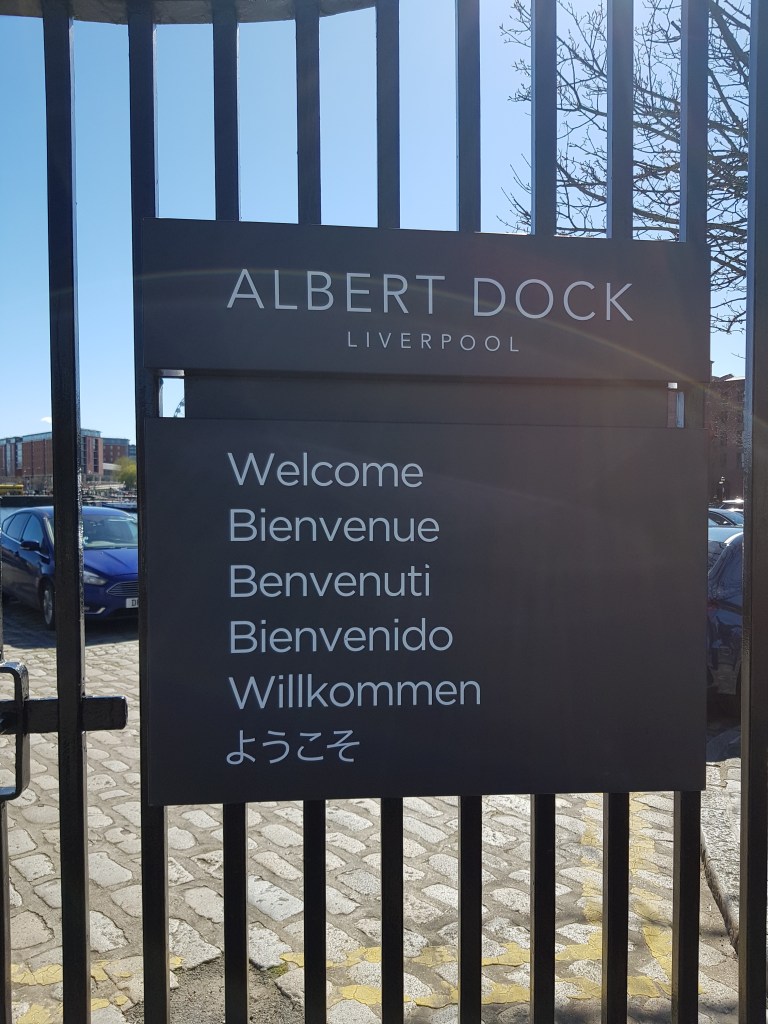 ALBERT DOCK
LIVERPOOL
Welcome
Bienvenue
Benvenuti
Bienvenido
Willkommen
ようこそ